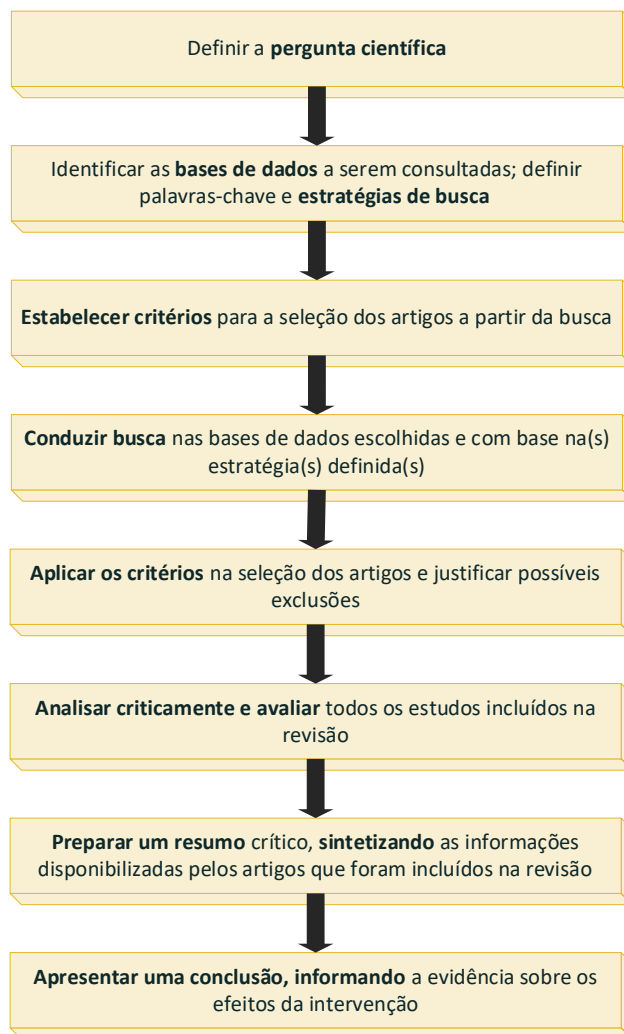 Definir a pergunta científica
Identificar as bases de dados a serem consultadas; definir
palavras-chave e estratégias de busca
Estabelecer critérios para a seleção dos artigos a partir da busca
Conduzir busca nas bases de dados escolhidas e com base na(s)
estratégia(s) definida(s)
Aplicar os critérios na seleção dos artigos e justificar possíveis
exclusões
Analisar criticamente e avaliar todos os estudos incluídos na
revisão
Preparar um resumo crítico, sintetizando as informações
disponibilizadas pelos artigos que foram incluídos na revisão
Apresentar uma conclusão, informando a evidência sobre os
efeitos da intervenção